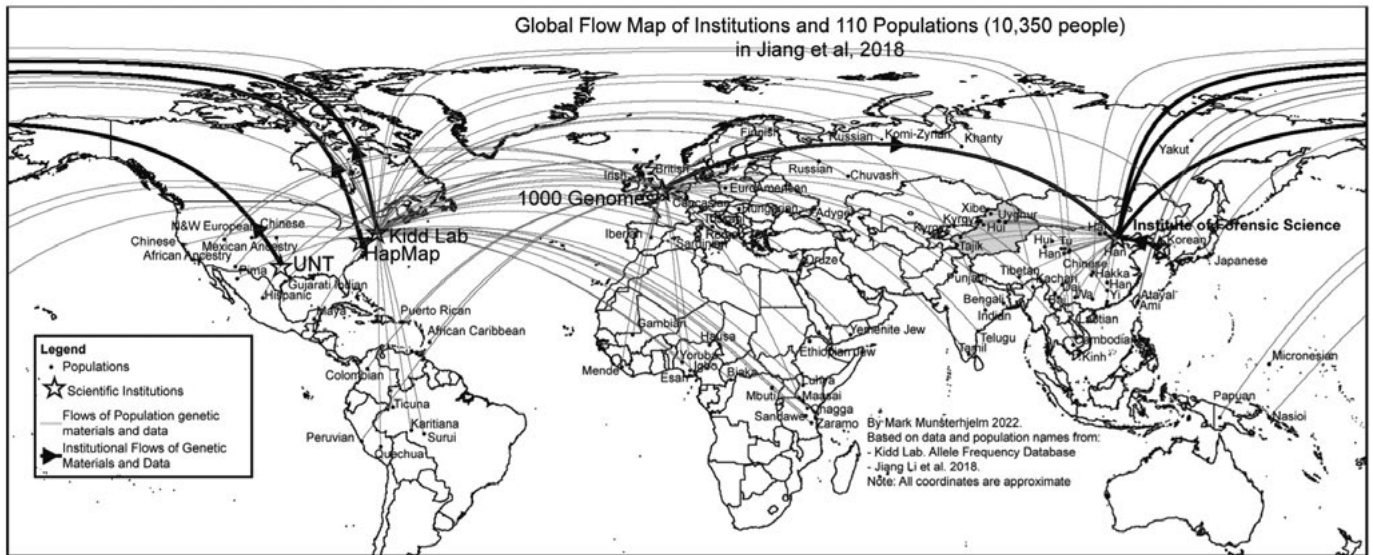 Global Flow Map of Institutions and 110 Populations (10,350 people)
in Jiang et al, 2018
Finnish
Russian
Komi-Zyrian
Khanty
Yakut
Irish
British
Russian
Chuvash
1000 Genomes
EuroAmerican
Hungarian
Adygei
Xibe
Kyrgyz
Uyghur
Hui
Institute of Forensic Science
N&W European
Chinese
Kidd Lab
Iberian
Sardinian
Tajik
Hui
Tu
Han
Han
Korean
Chinese
Mexican Ancestry
African Ancestry
HapMap
UNT
Druze
Chinese
Japanese
Pima
Gujarati Indian
Hispanic
Punjabi
Tibetan
Kachari
Hakka
Han
Yi
Maya
Puerto Rican
African Caribbean
Bengali
Indian
Dai
Wa
Atayal
Ami
Laotian
Gambian
Hausa
Yemenite Jew
Telugu
Tamil
Cambodian
Kinh
Legend
Populations
Scientific Institutions
Flows of Population genetic
materials and data
Institutional Flows of Genetic
Materials and Data
Mende
Yoruba
Igbo
Esan
Biaka
Ethiopian Jew
Micronesian
Colombian
Mbuti
Luhya
Maasai
Chagga
Sandawe
Zaramo
Papuan
Nasioi
Ticuna
Karitiana
Surui
Peruvian
Quechua
By Mark Munsterhjelm 2022.
Based on data and population names from:
- Kidd Lab. Allele Frequency Database
- Jiang Li et al. 2018.
Note: All coordinates are approximate